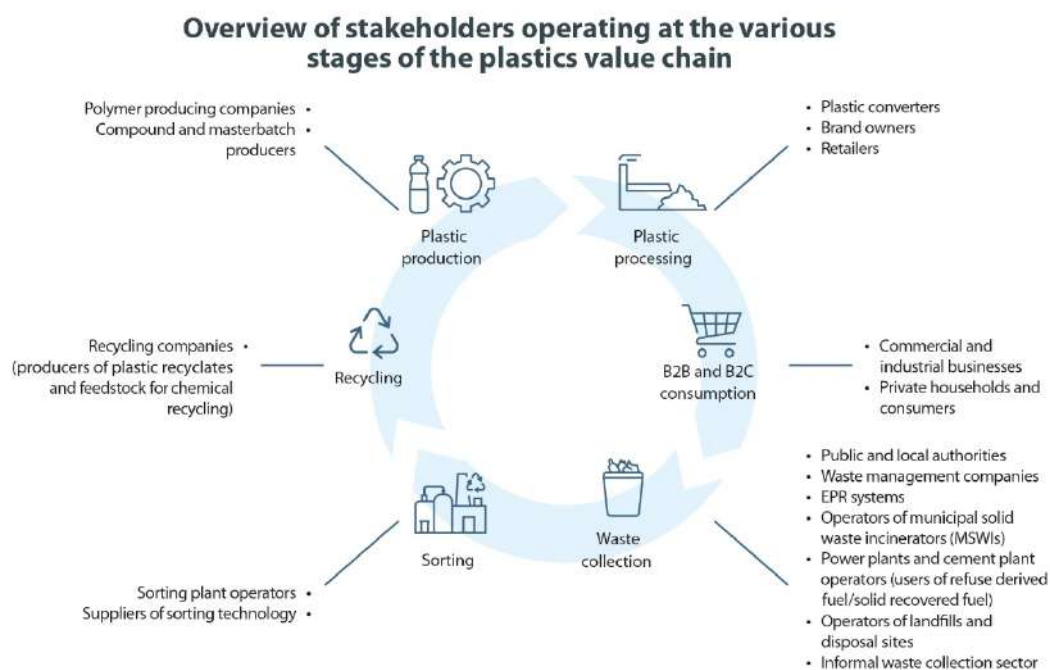 Overview of stakeholders operating at the various
stages of the plastics value chain
Polymer producing companies •
Compound and masterbatch •
producers
• Plastic converters
• Brand owners
• Retailers
Plastic
production
Plastic
processing
Recycling companies •
(producers of plastic recyclates
and feedstock for chemical
recycling)
Recycling
B2B and B2C
consumption
• Commercial and
industrial businesses
• Private households and
consumers
Sorting
Waste
collection
• Public and local authorities
• Waste management companies
• EPR systems
• Operators of municipal solid
waste incinerators (MSWIs)
• Power plants and cement plant
operators (users of refuse derived
fuel/solid recovered fuel)
• Operators of landfills and
disposal sites
• Informal waste collection sector
Sorting plant operators •
Suppliers of sorting technology •